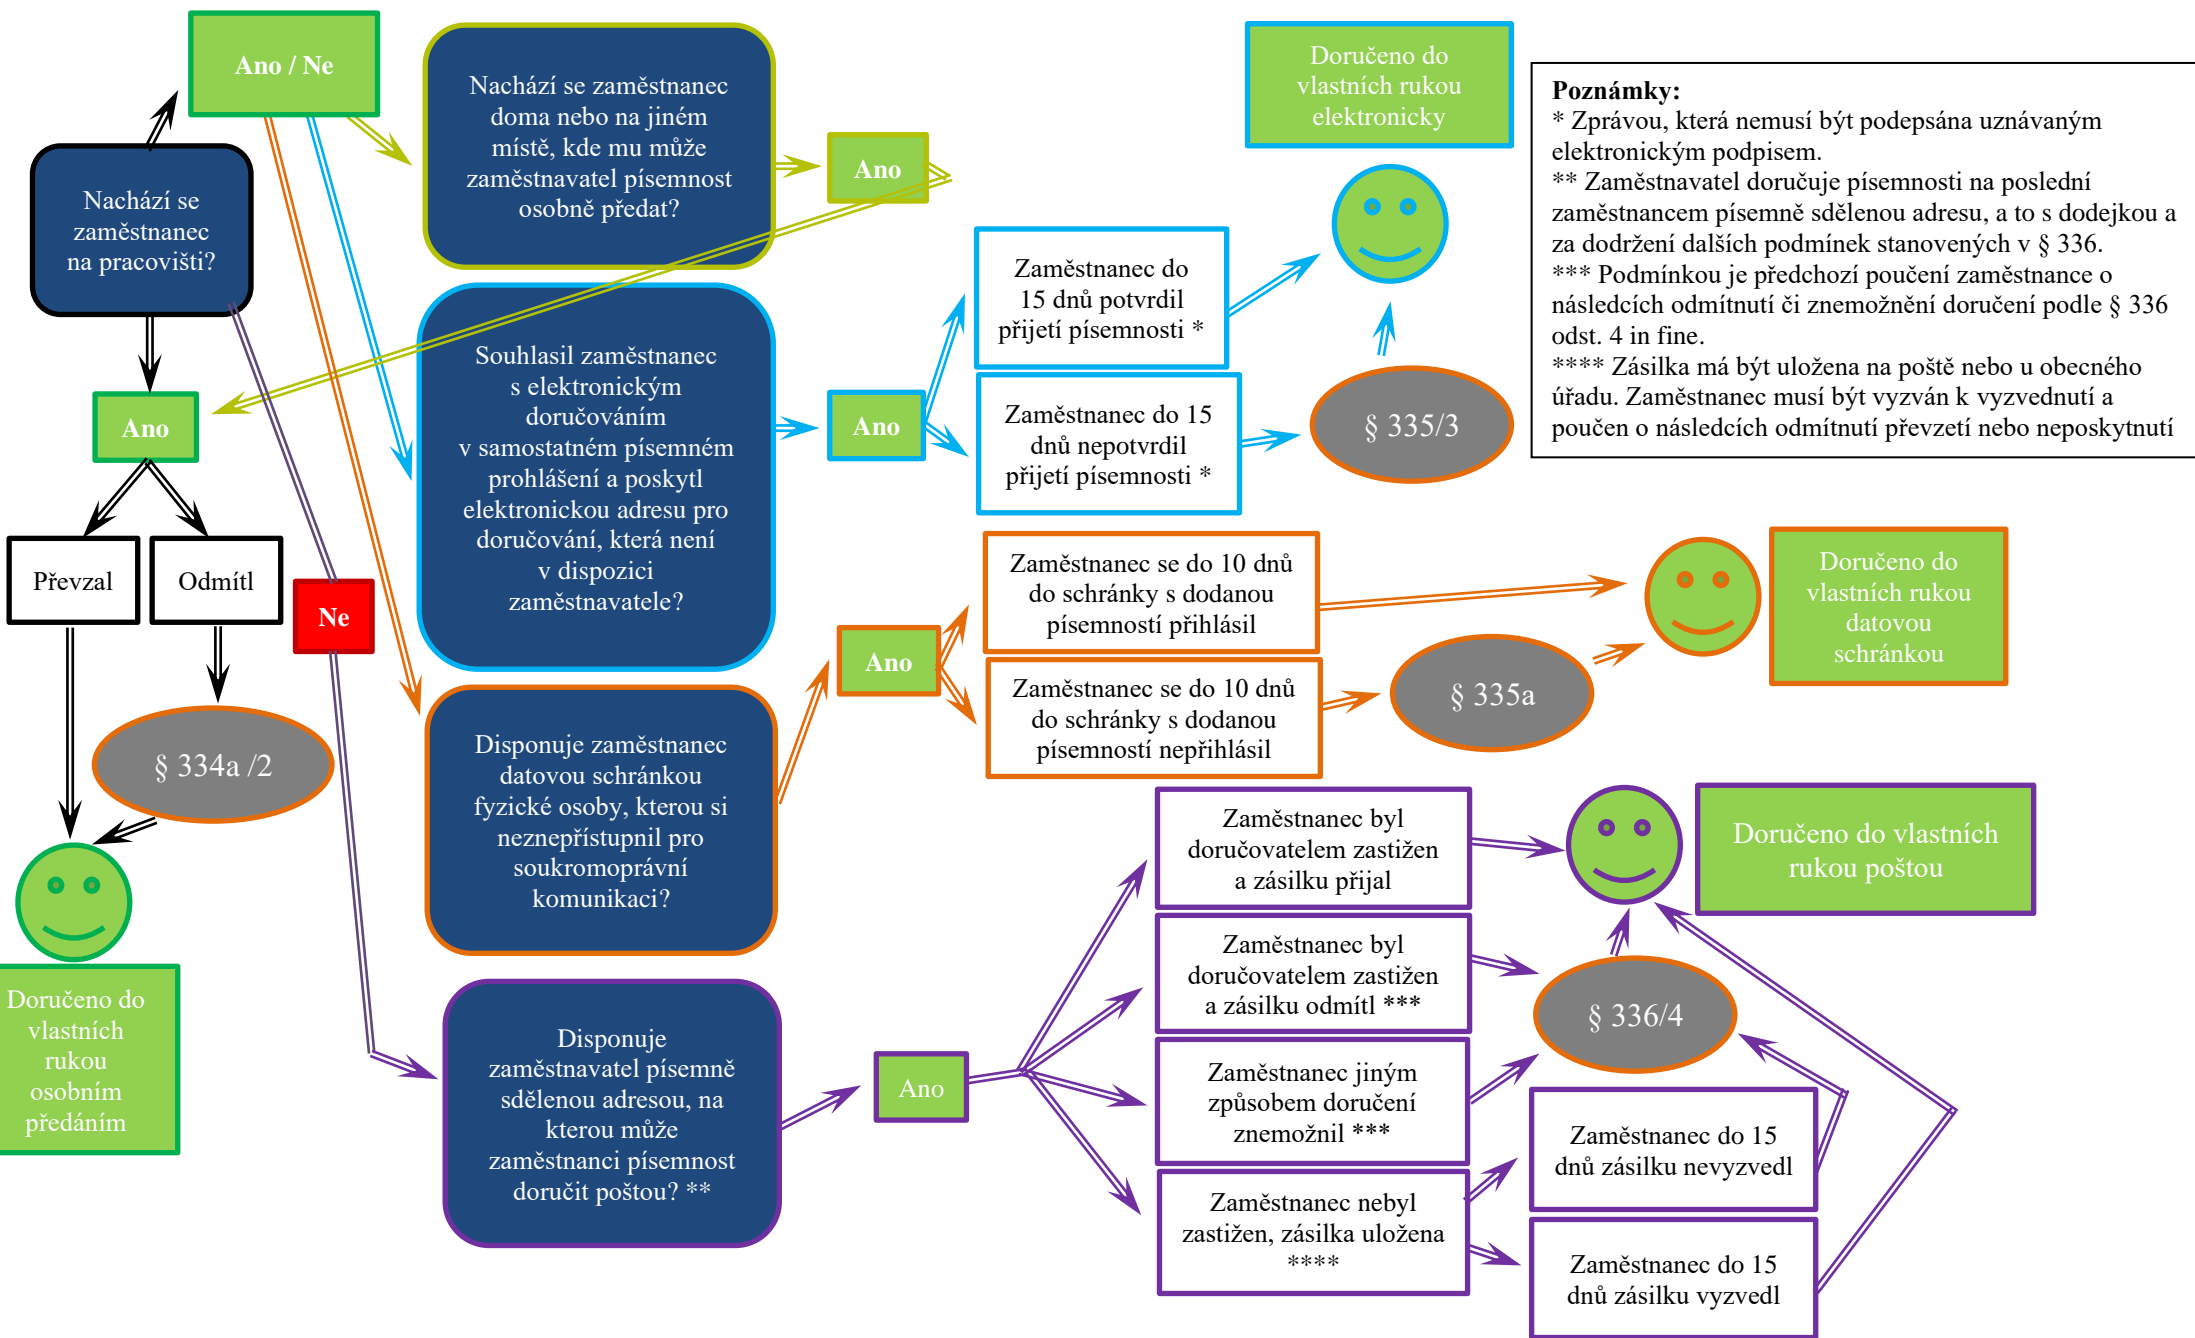 Ano / Ne
Nachází se
zaměstnanec
na pracovišti?
Ano
Převzal
Odmítl
Ne
§ 334a /2
Doručeno do
vlastních
rukou
osobním
předáním
Nachází se zaměstnanec
doma nebo na jiném
místě, kde mu může
zaměstnavatel písemnost
osobně předat?
Ano
Souhlasil zaměstnanec
s elektronickým
doručováním
v samostatném písemném
prohlášení a poskytl
elektronickou adresu pro
doručování, která není
v dispozici
zaměstnavatele?
Ano
Zaměstnanec do
15 dnů potvrdil
přijetí písemnosti *
Zaměstnanec do 15
dnů nepotvrdil
přijetí písemnosti *
§ 335/3
Doručeno do
vlastních rukou
elektronicky
Poznámky:
* Zprávou, která nemusí být podepsána uznávaným
elektronickým podpisem.
** Zaměstnavatel doručuje písemnosti na poslední
zaměstnancem písemně sdělenou adresu, a to s dodejkou a
za dodržení dalších podmínek stanovených v § 336.
*** Podmínkou je předchozí poučení zaměstnance o
následcích odmítnutí či znemožnění doručení podle § 336
odst. 4 in fine.
**** Zásilka má být uložena na poště nebo u obecného
úřadu. Zaměstnanec musí být vyzván k vyzvednutí a
poučen o následcích odmítnutí převzetí nebo neposkytnutí
Disponuje zaměstnanec
datovou schránkou
fyzické osoby, kterou si
neznepřístupnil pro
soukromoprávní
komunikaci?
Ano
Zaměstnanec se do 10 dnů
do schránky s dodanou
písemností přihlásil
Zaměstnanec se do 10 dnů
do schránky s dodanou
písemností nepřihlásil
§ 335a
Doručeno do
vlastních rukou
datovou
schránkou
Disponuje
zaměstnavatel písemně
sdělenou adresou, na
kterou může
zaměstnanci písemnost
doručit poštou? **
Ano
Zaměstnanec byl
doručovatelem zastižen
a zásilku přijal
Zaměstnanec byl
doručovatelem zastižen
a zásilku odmítl ***
Zaměstnanec jiným
způsobem doručení
znemožnil ***
Zaměstnanec nebyl
zastižen, zásilka uložena
****
§ 336/4
Doručeno do vlastních
rukou poštou
Zaměstnanec do 15
dnů zásilku nevyzvedl
Zaměstnanec do 15
dnů zásilku vyzvedl